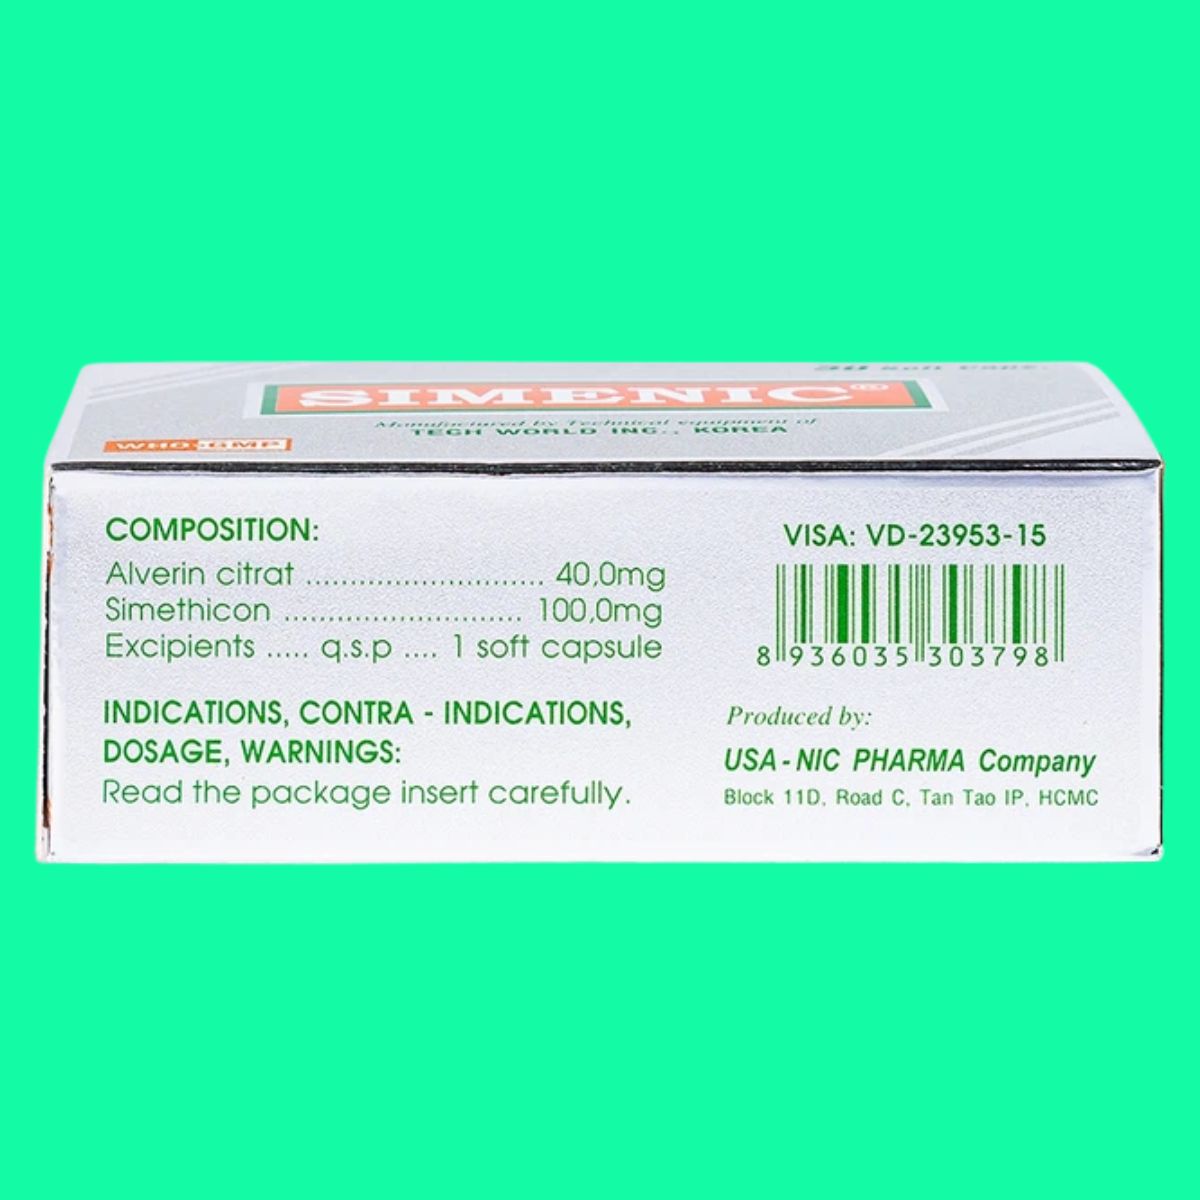 SIMENIC®
Manufactured by Technical equipment of
TECH WORLD INC., KOREA
WHO-GMP
COMPOSITION:
Alverin citrat ........................... 40,0mg
Simethicon ........................... 100,0mg
Excipients ..... q.s.p .... 1 soft capsule
INDICATIONS, CONTRA - INDICATIONS,
DOSAGE, WARNINGS:
Read the package insert carefully.
VISA: VD-23953-15
8 936035 303798
Produced by:
USA - NIC PHARMA Company
Block 11D, Road C, Tan Tao IP, HCMC